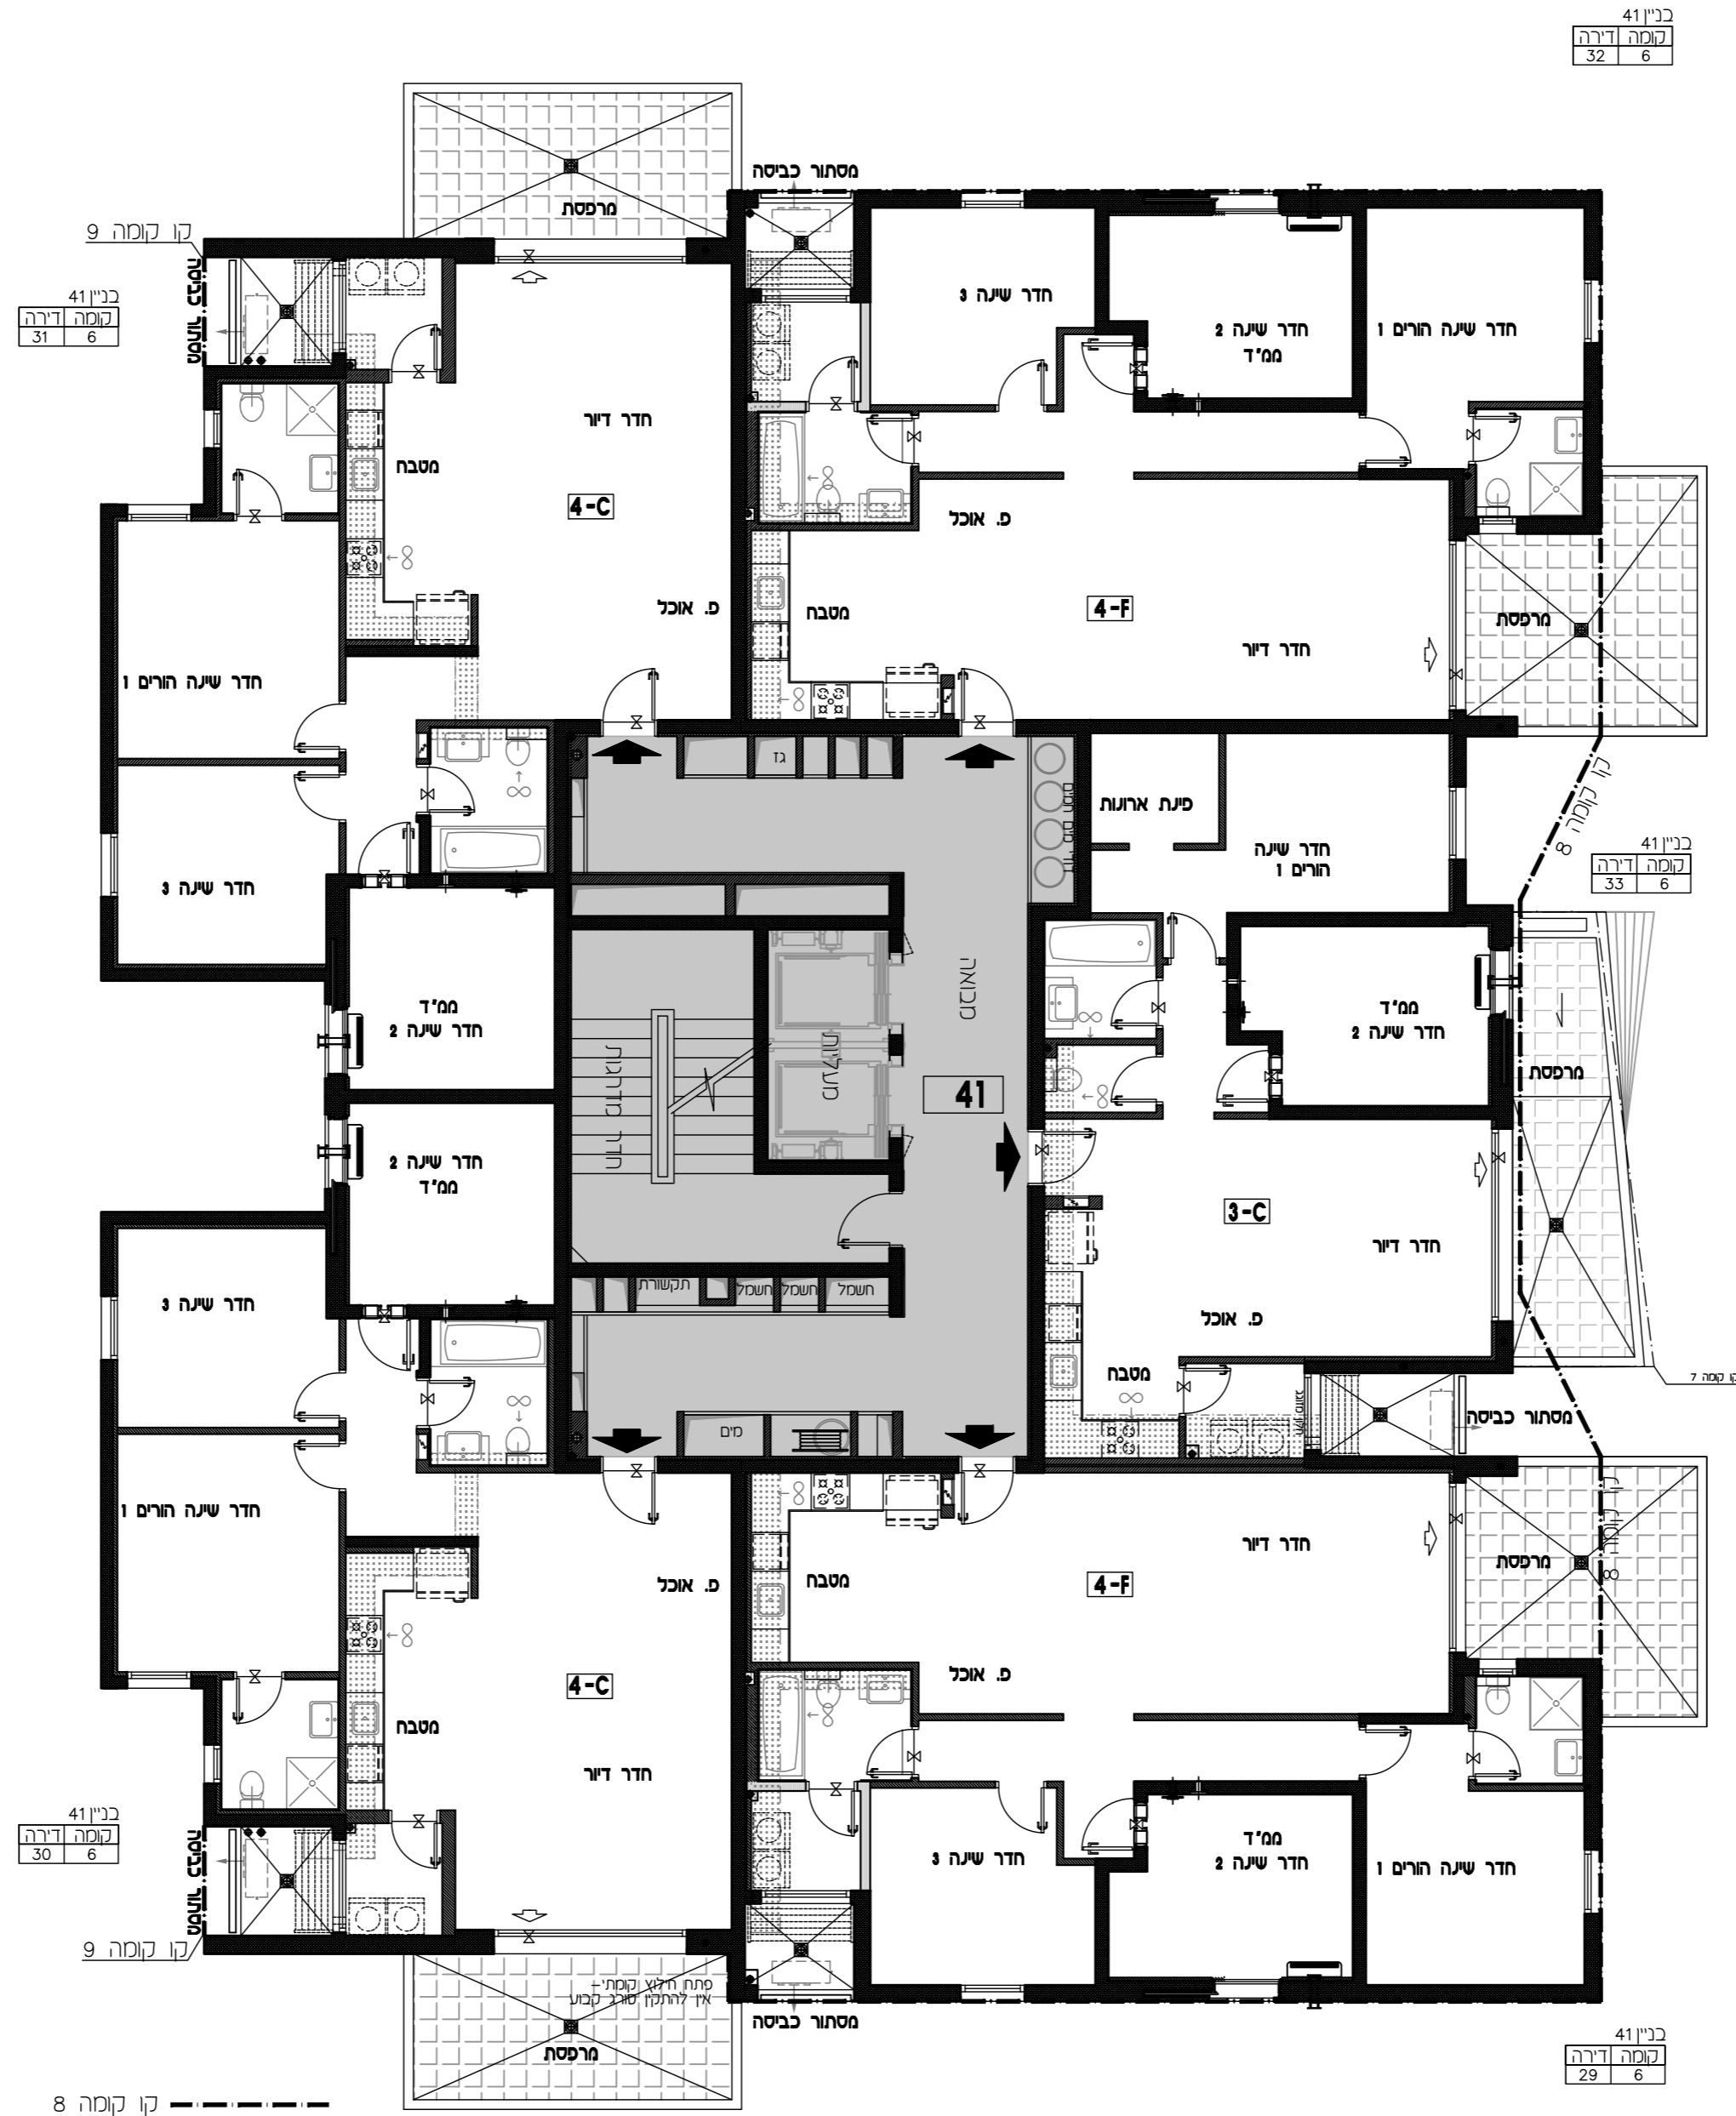 בניין 41
קומה דירה
6 32
מסתור כביסה
מרפסת
קו קומה 9
מסתור כביסה
בניין 41
קומה דירה
6 31
חדר שינה 3
חדר שינה 2
ממ"ד
חדר שינה הורים 1
חדר דיור
מטבח
4-C
פ. אוכל
פ. אוכל
מטבח
4-F
חדר דיור
מרפסת
חדר שינה הורים 1
גז
קו קומה 8
פינת ארונות
חדר שינה
הורים 1
בניין 41
קומה דירה
6 33
חדר שינה 3
מבואה
ממ"ד
חדר שינה 2
ממ"ד
חדר שינה 2
מרפסת
חדר מדרגות
מעליות
41
חדר שינה 2
ממ"ד
3-C
חדר דיור
חדר שינה 3
תקשורת
חשמל
חשמל
חשמל
פ. אוכל
מטבח
קו קומה 7
מסתור כביסה
מים
חדר שינה הורים 1
קו קומה 8
חדר דיור
מרפסת
פ. אוכל
מטבח
4-F
פ. אוכל
4-C
מטבח
חדר דיור
בניין 41
קומה דירה
6 30
מסתור כביסה
קו קומה 9
חדר שינה 3
ממ"ד
חדר שינה 2
חדר שינה הורים 1
פתח חילוץ קומתי-
אין להתקין סורג קבוע
מרפסת
מסתור כביסה
בניין 41
קומה דירה
6 29
קו קומה 8